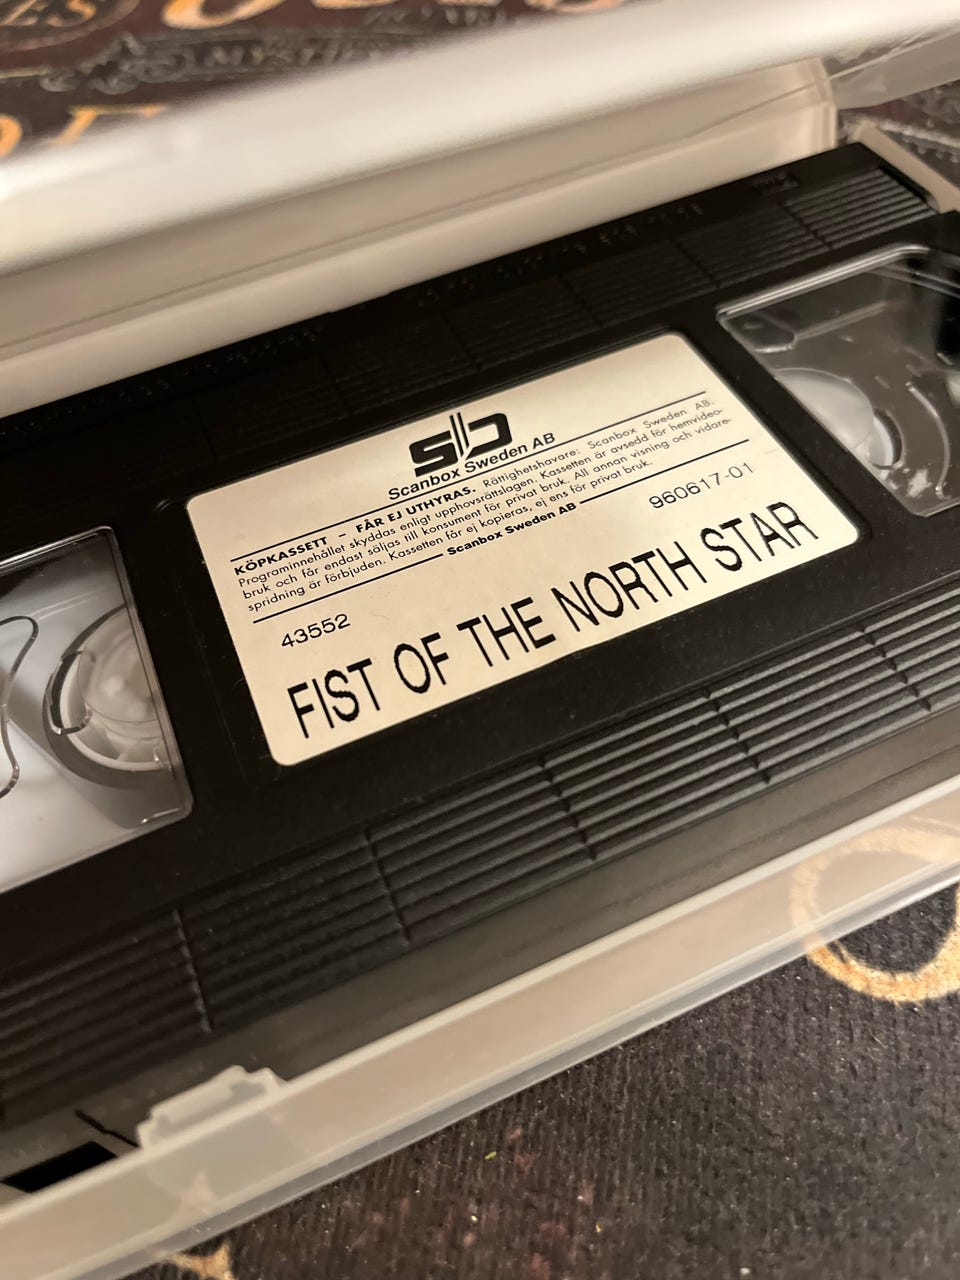 MYSTI
Scanbox Sweden AB
KÖPKASSETT – FÅR EJ UTHYRAS. Rättighetshavare: Scanbox Sweden AB.
Programinnehållet skyddas enligt upphovsrättslagen. Kassetten är avsedd för hemvideo-
bruk och får endast säljas till konsument för privat bruk. All annan visning och vidare-
spridning är förbjuden. Kassetten får ej kopieras, ej ens för privat bruk.
Scanbox Sweden AB
43552
960617-01
FIST OF THE NORTH STAR